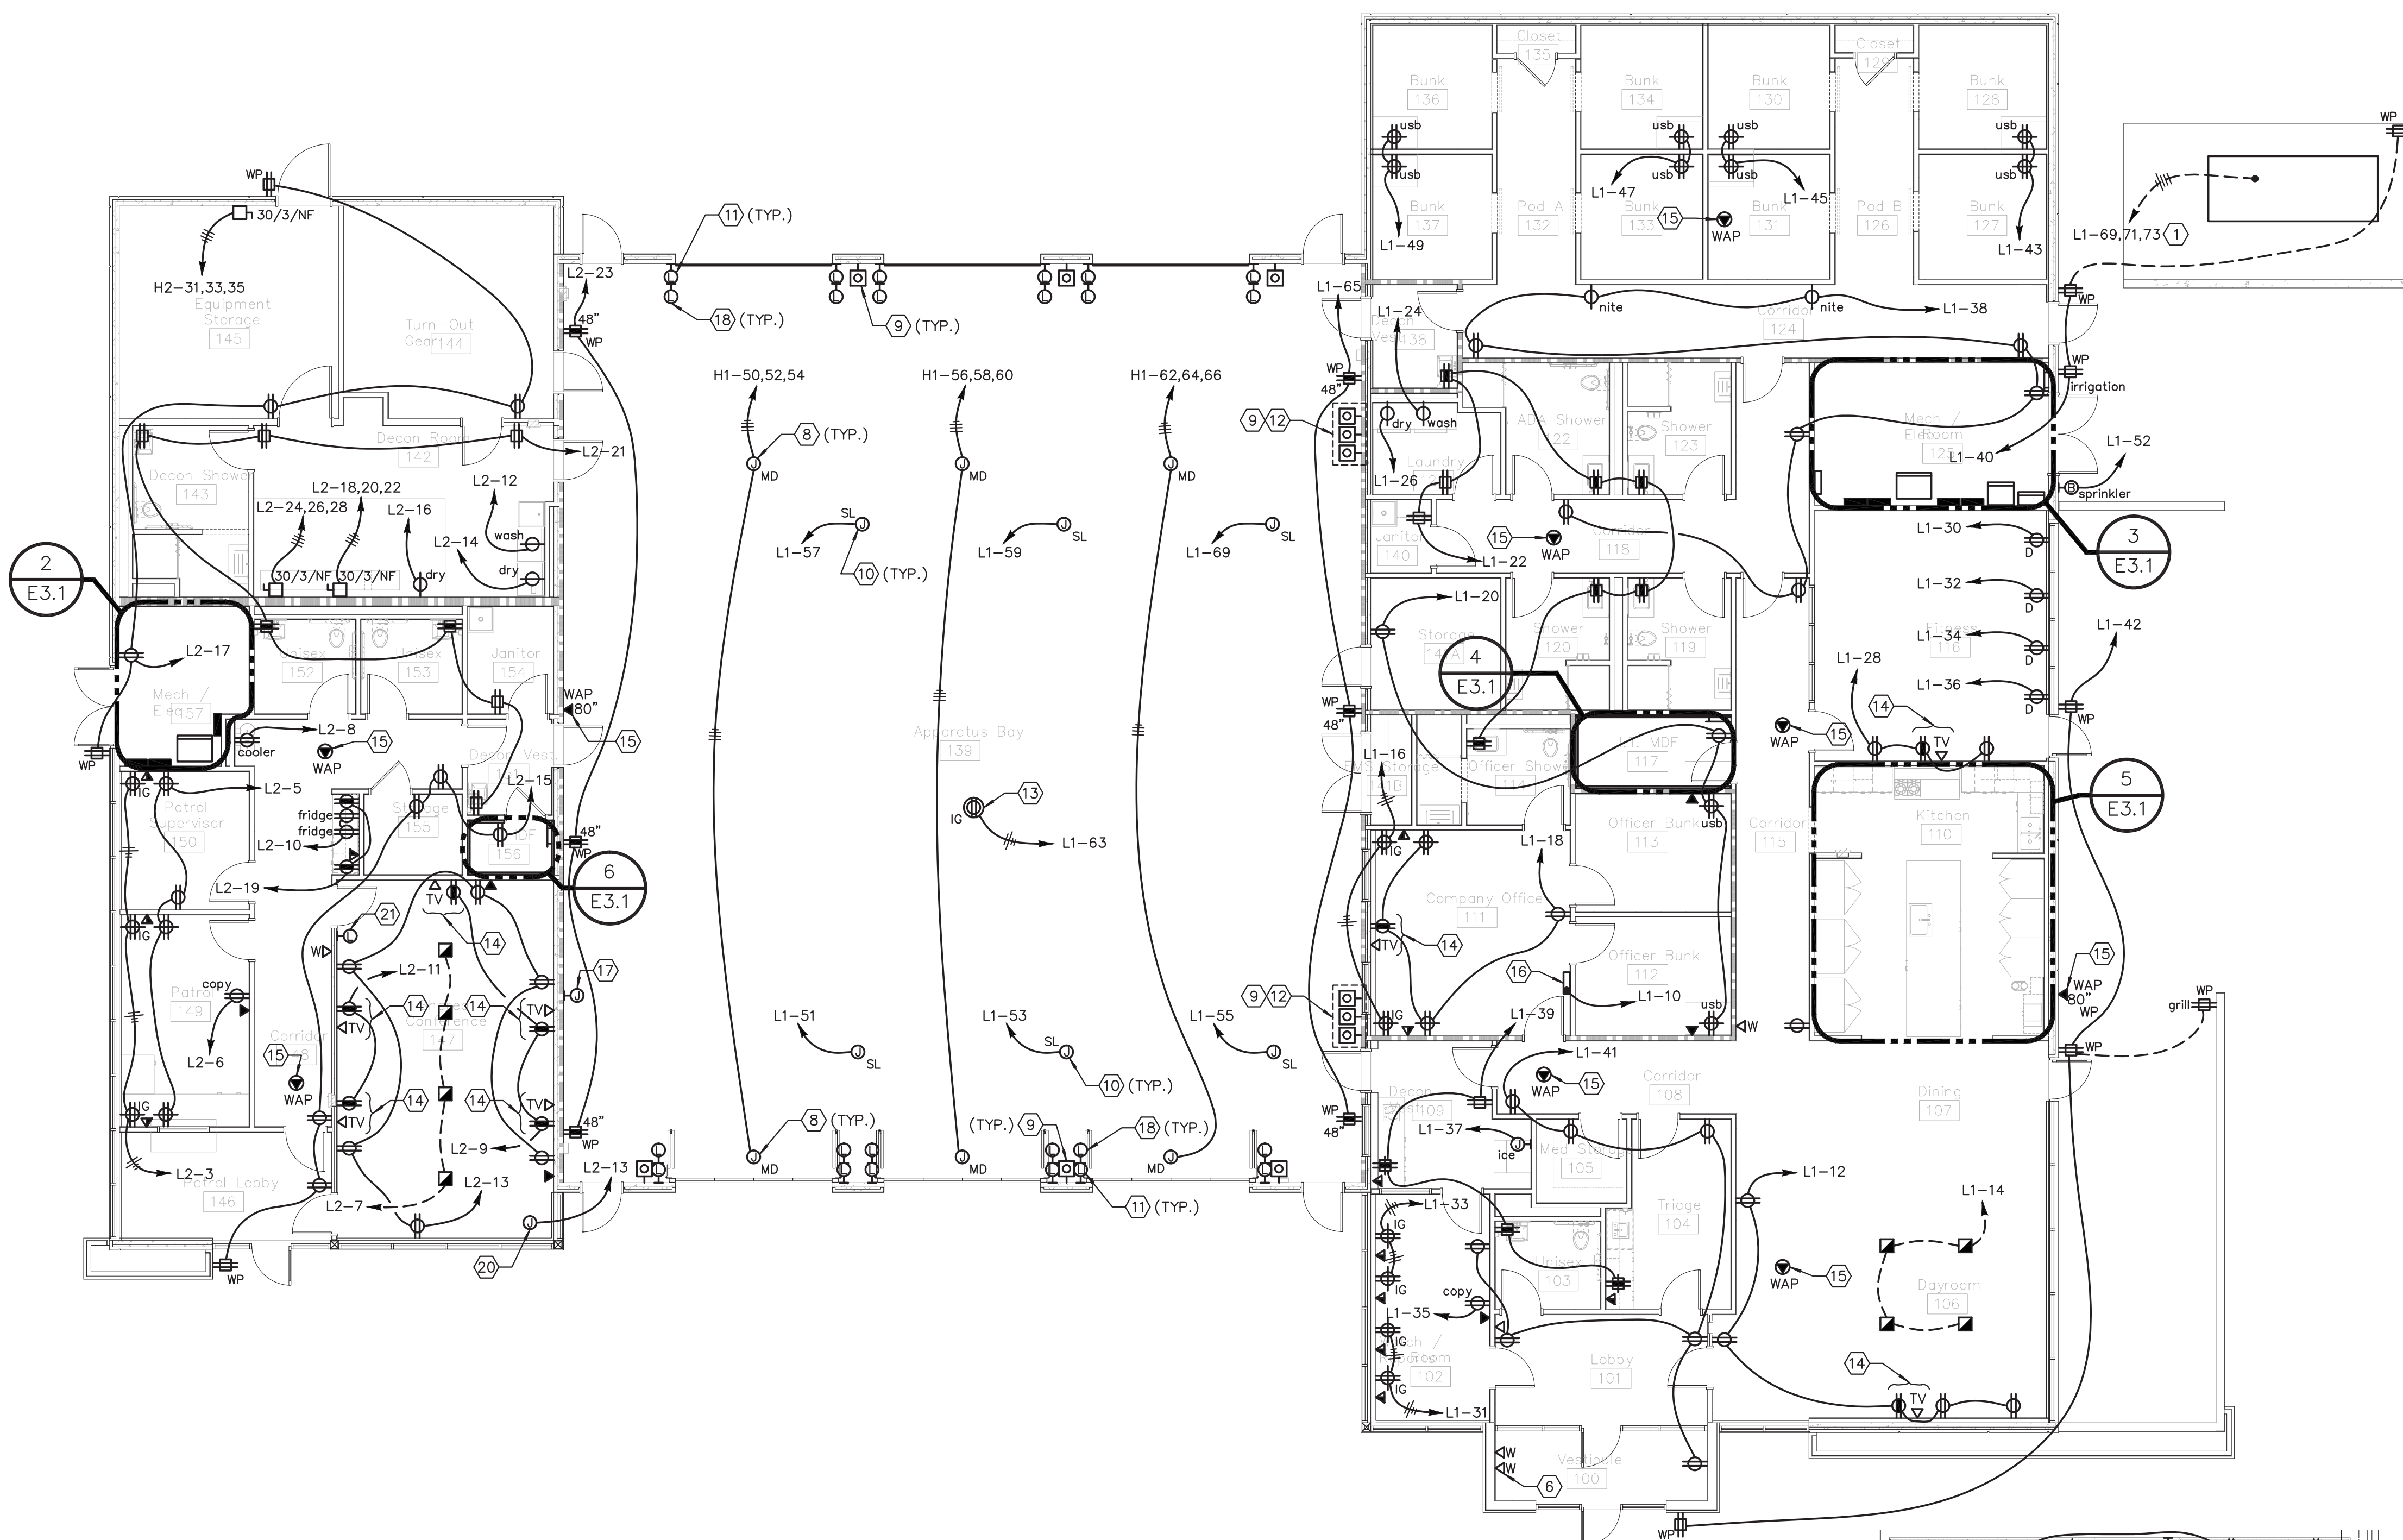 Closet
135
Closet
129
Bunk
136
Bunk
134
Bunk
130
Bunk
128
usb
usb
usb
usb
usb
usb
usb
L1-47
L1-45
Bunk
137
Pod A
132
Bunk
133
15
WAP
Bunk
131
Pod B
126
Bunk
127
L1-49
L1-43
WP
L1-69,71,73
1
WP
WP
30/3/NF
H2-31,33,35
Equipment
Storage
145
Turn-Out
Gear
144
L2-23
48"
WP
11
(TYP.)
18
(TYP.)
9
(TYP.)
L1-65
L1-24
Decon
Vest.
138
nite
nite
L1-38
Corridor
124
WP
48"
WP
irrigation
H1-50,52,54
H1-56,58,60
H1-62,64,66
8
(TYP.)
J
MD
J
MD
J
MD
9
12
dry
wash
ADA Shower
122
Shower
123
Mech /
Elec
Room
125
L1-40
L1-52
B
sprinkler
Decon Room
142
L2-21
Decon Shower
143
L2-18,20,22
L2-24,26,28
L2-12
L2-16
L2-14
wash
dry
dry
30/3/NF
30/3/NF
Laundry
L1-26
SL
J
L1-57
10
(TYP.)
J
SL
L1-59
J
SL
L1-69
Janitor
140
15
WAP
Corridor
118
L1-22
L1-30
D
L1-32
D
L1-34
D
L1-36
D
Fitness
116
3
E3.1
2
E3.1
L2-17
Mech /
Elec
157
WP
Unisex
152
Unisex
153
Janitor
154
WAP
80"
15
L2-8
cooler
15
WAP
Decon Vest.
151
L2-15
L1-20
Storage
141A
Shower
120
Shower
119
4
E3.1
L1-28
14
TV
15
WAP
L1-42
WP
48"
WP
Apparatus Bay
139
IG
13
L1-63
L1-16
EMS Storage
141B
Officer Shower
114
I.T. MDF
117
usb
L2-5
IG
Patrol
Supervisor
150
fridge
fridge
L2-10
Storage
155
MDF
156
48"
WP
6
E3.1
L2-19
TV
14
IG
IG
L1-18
Officer Bunk
113
Corridor
115
Kitchen
110
5
E3.1
Company Office
111
TV
14
Officer Bunk
112
16
L1-10
usb
W
IG
21
L
W
L2-11
14
TV
14
TV
Conference
147
17
J
copy
Patrol
149
L2-6
Corridor
15
WAP
14
TV
14
TV
L2-9
48"
WP
9
12
L1-51
J
SL
L1-53
SL
J
10
(TYP.)
L1-55
J
SL
L1-39
L1-41
15
WAP
Corridor
108
Dining
107
15
WAP
80"
WP
WP
grill
WP
Decon
Vest.
109
WP
48"
L1-37
J
ice
Med Storage
105
IG
L2-3
Patrol Lobby
146
L2-7
L2-13
L2-13
J
20
WP
8
(TYP.)
J
MD
J
MD
(TYP.)
9
18
(TYP.)
J
MD
11
(TYP.)
L1-33
IG
IG
IG
IG
L1-31
copy
L1-35
Room
102
Unisex
103
Triage
104
L1-12
L1-14
15
WAP
Dayroom
106
14
TV
Lobby
101
W
W
6
Vestibule
100
WP